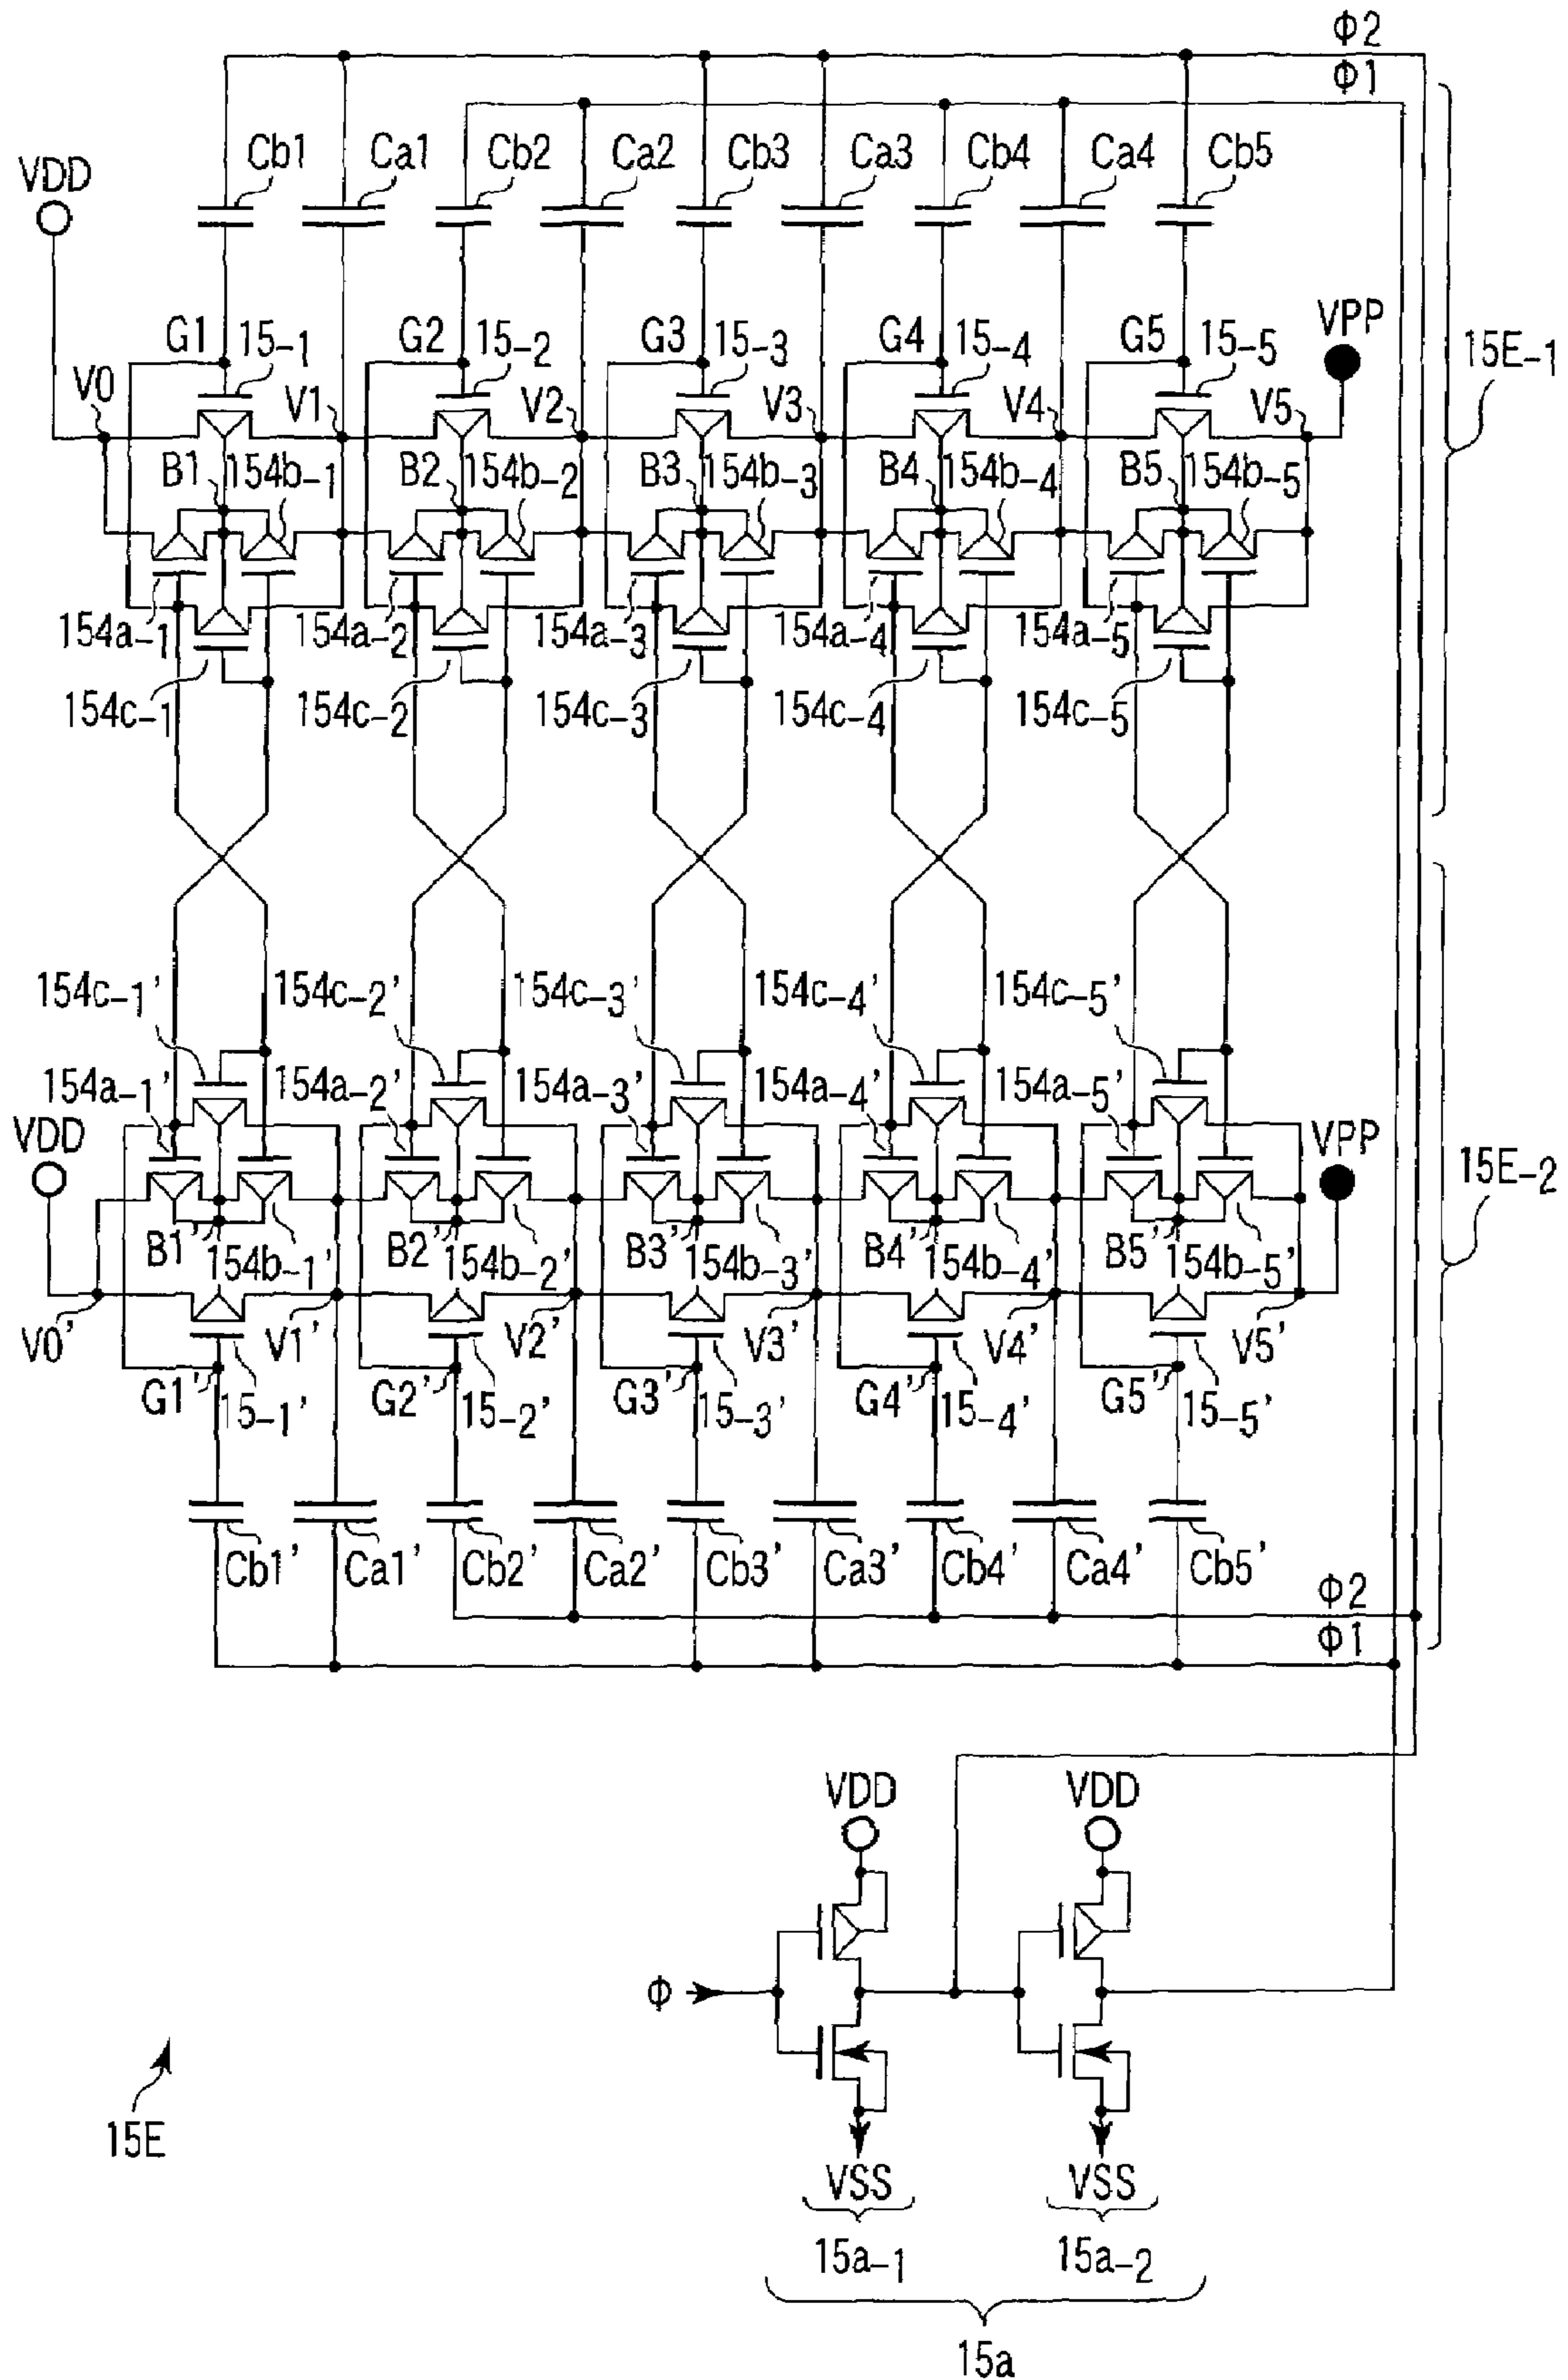 Φ2
Φ1
Cb1 Ca1 Cb2 Ca2 Cb3 Ca3 Cb4 Ca4 Cb5
VDD
G1 15-1 G2 15-2 G3 15-3 G4 15-4 G5 15-5 VPP
15E-1
V0 V1 V2 V3 V4 V5
B1 154b-1 B2 154b-2 B3 154b-3 B4 154b-4 B5 154b-5
154a-1 154a-2 154a-3 154a-4 154a-5
154c-1 154c-2 154c-3 154c-4 154c-5
154c-1' 154c-2' 154c-3' 154c-4' 154c-5'
154a-1' 154a-2' 154a-3' 154a-4' 154a-5'
VDD VPP
15E-2
B1' 154b-1' B2' 154b-2' B3' 154b-3' B4' 154b-4' B5' 154b-5'
V0' V1' V2' V3' V4' V5'
G1' 15-1' G2' 15-2' G3' 15-3' G4' 15-4' G5' 15-5'
Cb1' Ca1' Cb2' Ca2' Cb3' Ca3' Cb4' Ca4' Cb5'
Φ2
Φ1
VDD VDD
Φ
15E
VSS VSS
15a-1 15a-2
15a